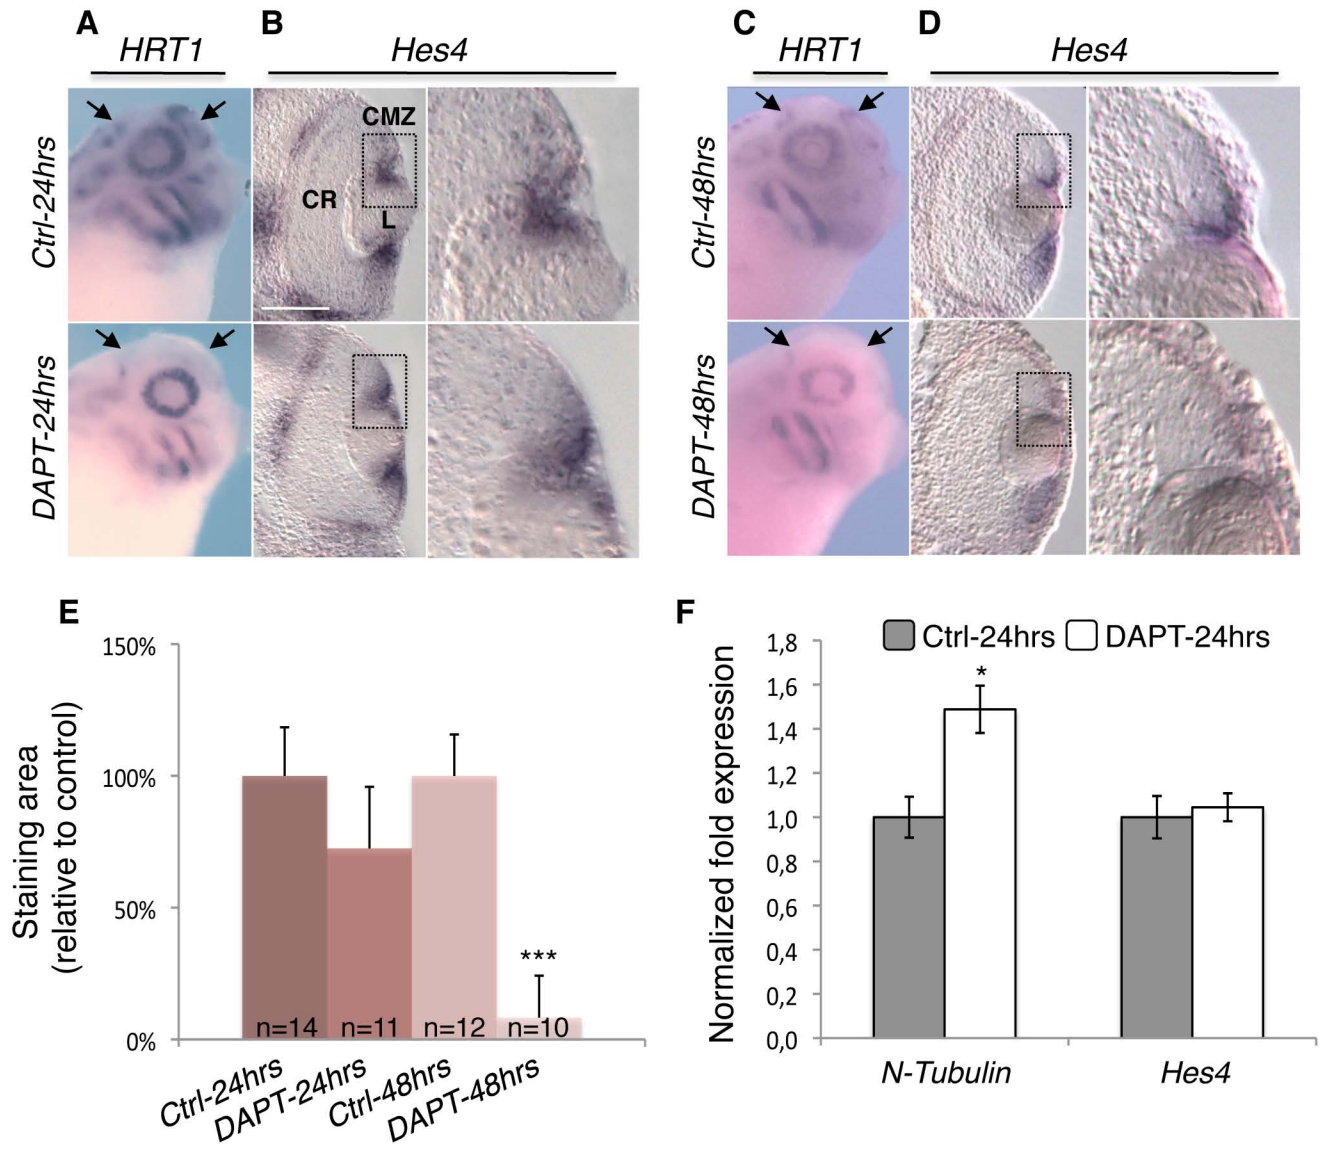 A
B
C
D
HRT1
Hes4
HRT1
Hes4
Ctrl-24hrs
CMZ
CR
L
Ctrl-48hrs
DAPT-24hrs
DAPT-48hrs
E
150%
100%
50%
0%
Staining area
(relative to control)
***
n=14
n=11
n=12
n=10
Ctrl-24hrs
DAPT-24hrs
Ctrl-48hrs
DAPT-48hrs
F
Ctrl-24hrs
DAPT-24hrs
Normalized fold expression
1,8
1,6
1,4
1,2
1,0
0,8
0,6
0,4
0,2
0,0
*
N-Tubulin
Hes4